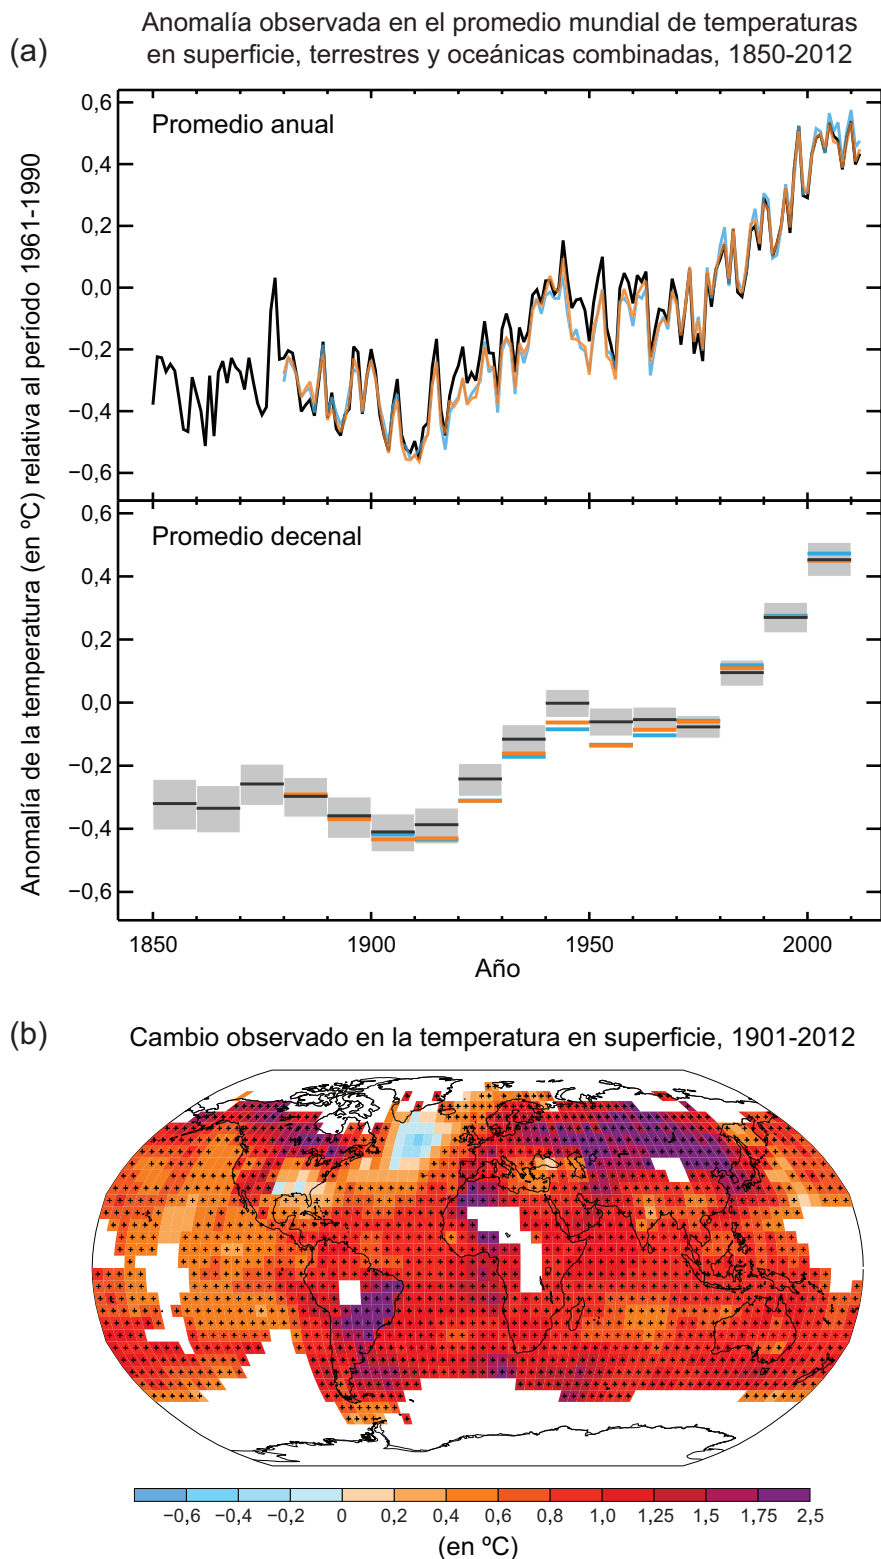 Anomalía observada en el promedio mundial de temperaturas
en superficie, terrestres y oceánicas combinadas, 1850-2012
(a)
Anomalía de la temperatura (en ºC) relativa al período 1961-1990
Promedio anual
0,6
0,4
0,2
0,0
−0,2
−0,4
−0,6
Promedio decenal
0,6
0,4
0,2
0,0
−0,2
−0,4
−0,6
1850 1900 1950 2000
Año
(b)
Cambio observado en la temperatura en superficie, 1901-2012
−0,6 −0,4 −0,2 0 0,2 0,4 0,6 0,8 1,0 1,25 1,5 1,75 2,5
(en ºC)